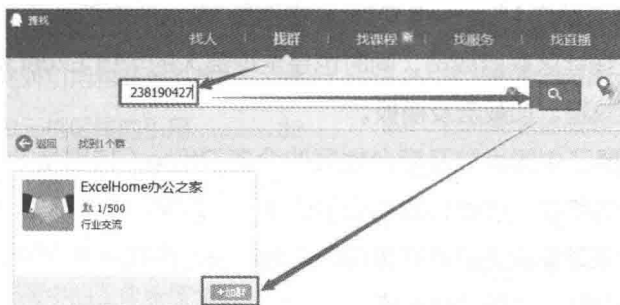 查找
找人 找群 找课程 找服务 找直播
238190427
返回 找到1个群
ExcelHome办公之家
1/500
行业交流
+加群